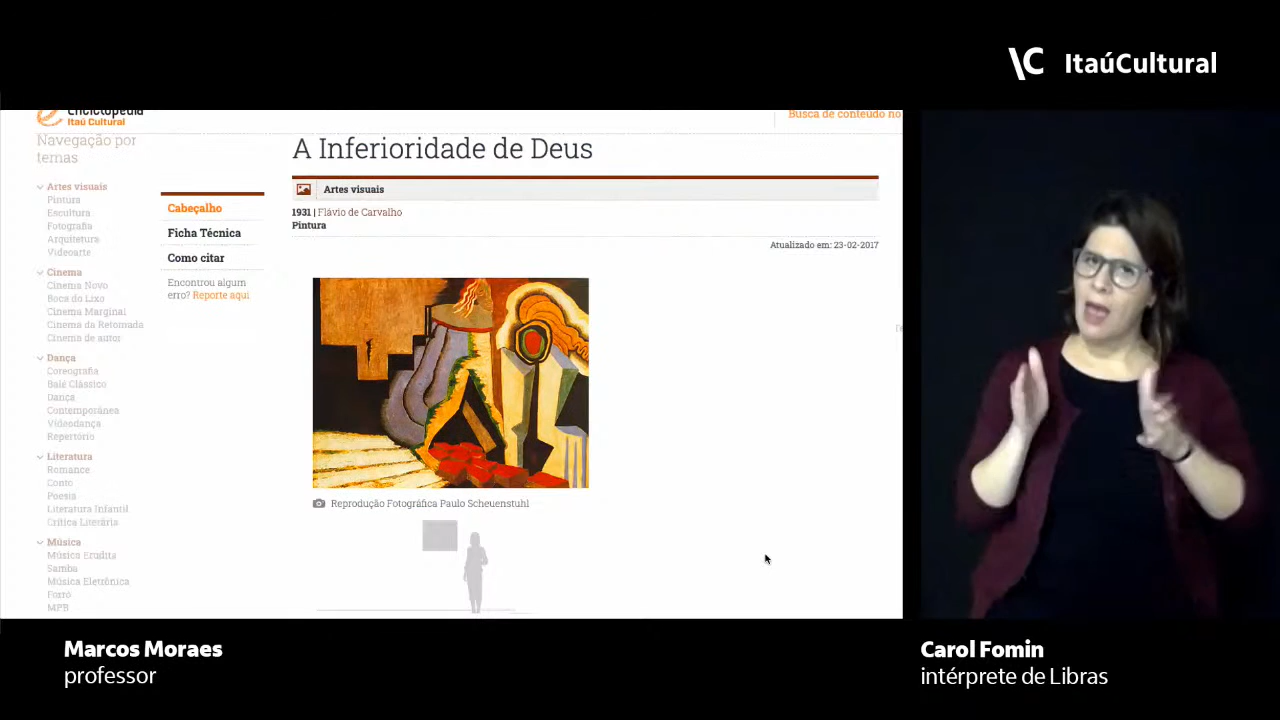 \C ItaúCultural
Enciclopédia
Itaú Cultural
Busca de conteúdo no
Navegação por
temas
Artes visuais
Pintura
Escultura
Fotografia
Arquitetura
Videoarte
Cinema
Cinema Novo
Boca do Lixo
Cinema Marginal
Cinema da Retomada
Cinema de autor
Dança
Coreografia
Balé Clássico
Dança
Contemporânea
Videodança
Repertório
Literatura
Romance
Conto
Poesia
Literatura Infantil
Crítica Literária
Música
Música Erudita
Samba
Música Eletrônica
Forró
MPB
Cabeçalho
Ficha Técnica
Como citar
Encontrou algum
erro? Reporte aqui
A Inferioridade de Deus
Artes visuais
1931 | Flávio de Carvalho
Pintura
Atualizado em: 23-02-2017
Reprodução Fotográfica Paulo Scheuenstuhl
Marcos Moraes
professor
Carol Fomin
intérprete de Libras